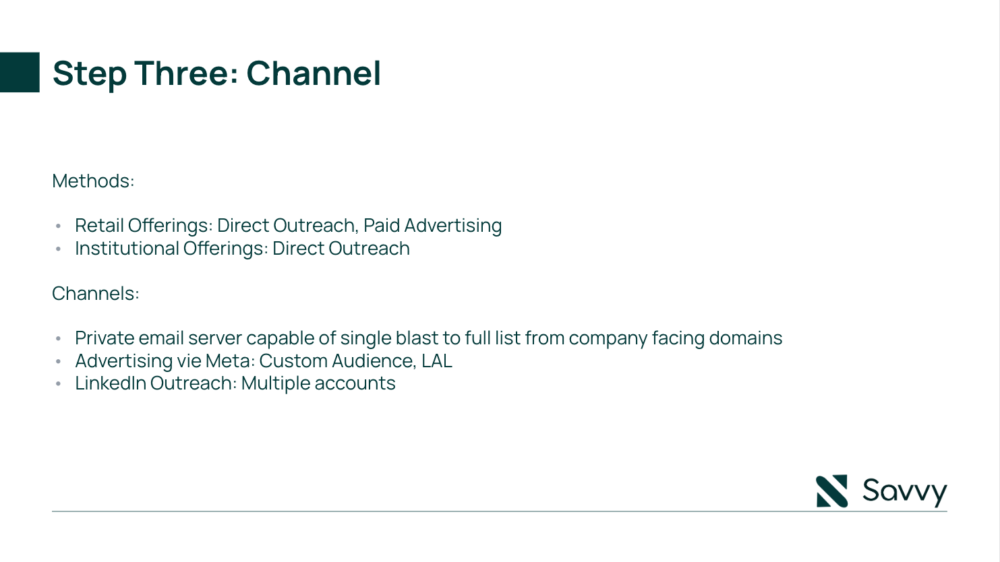 Step Three: Channel
Methods:
• Retail Offerings: Direct Outreach, Paid Advertising
• Institutional Offerings: Direct Outreach
Channels:
• Private email server capable of single blast to full list from company facing domains
• Advertising vie Meta: Custom Audience, LAL
• LinkedIn Outreach: Multiple accounts
Savvy